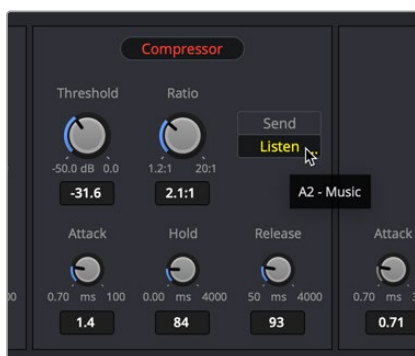 Compressor
Threshold Ratio
Send
Listen
-50.0 dB 0.0 1.2:1 20:1
A2 - Music
-31.6 2.1:1
Attack Hold Release Attack
00 0.70 ms 100 0.00 ms 4000 50 ms 4000 0.70 ms
1.4 84 93 0.71